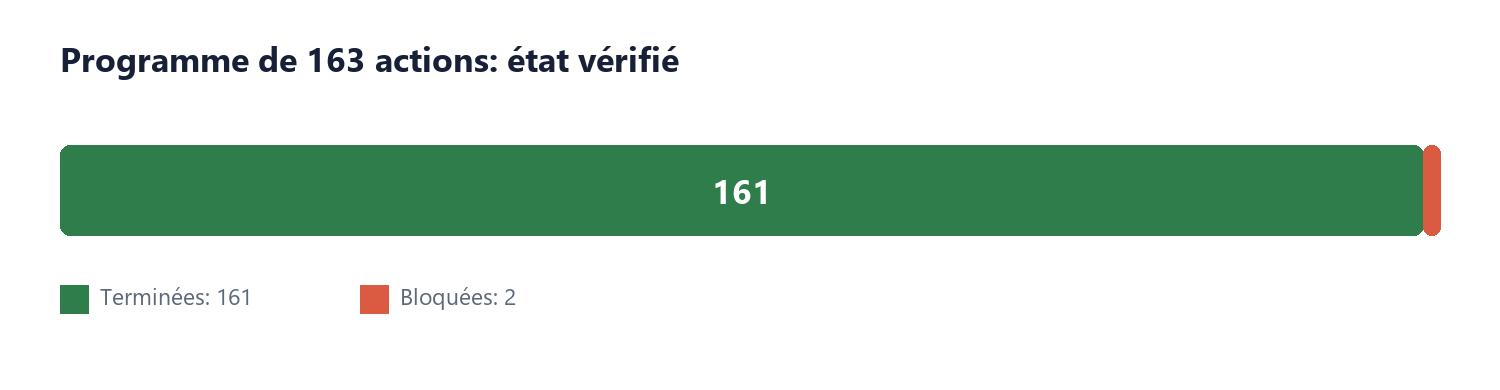 Programme de 163 actions: état vérifié
161
Terminées: 161
Bloquées: 2